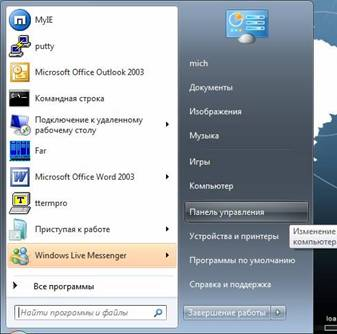 MyIE
putty
Microsoft Office Outlook 2003
Командная строка
Подключение к удаленному
рабочему столу
Far
Microsoft Office Word 2003
ttermpro
Приступая к работе
Windows Live Messenger
Все программы
Найти программы и файлы
mich
Документы
Изображения
Музыка
Игры
Компьютер
Панель управления
Устройства и принтеры
Программы по умолчанию
Справка и поддержка
Завершение работы
Изменение
компьютер
loa